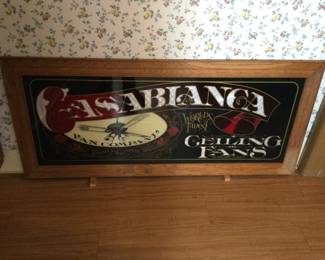 CASABLANCA
FAN COMPANY
WORLD'S
FINEST
CEILING
FANS